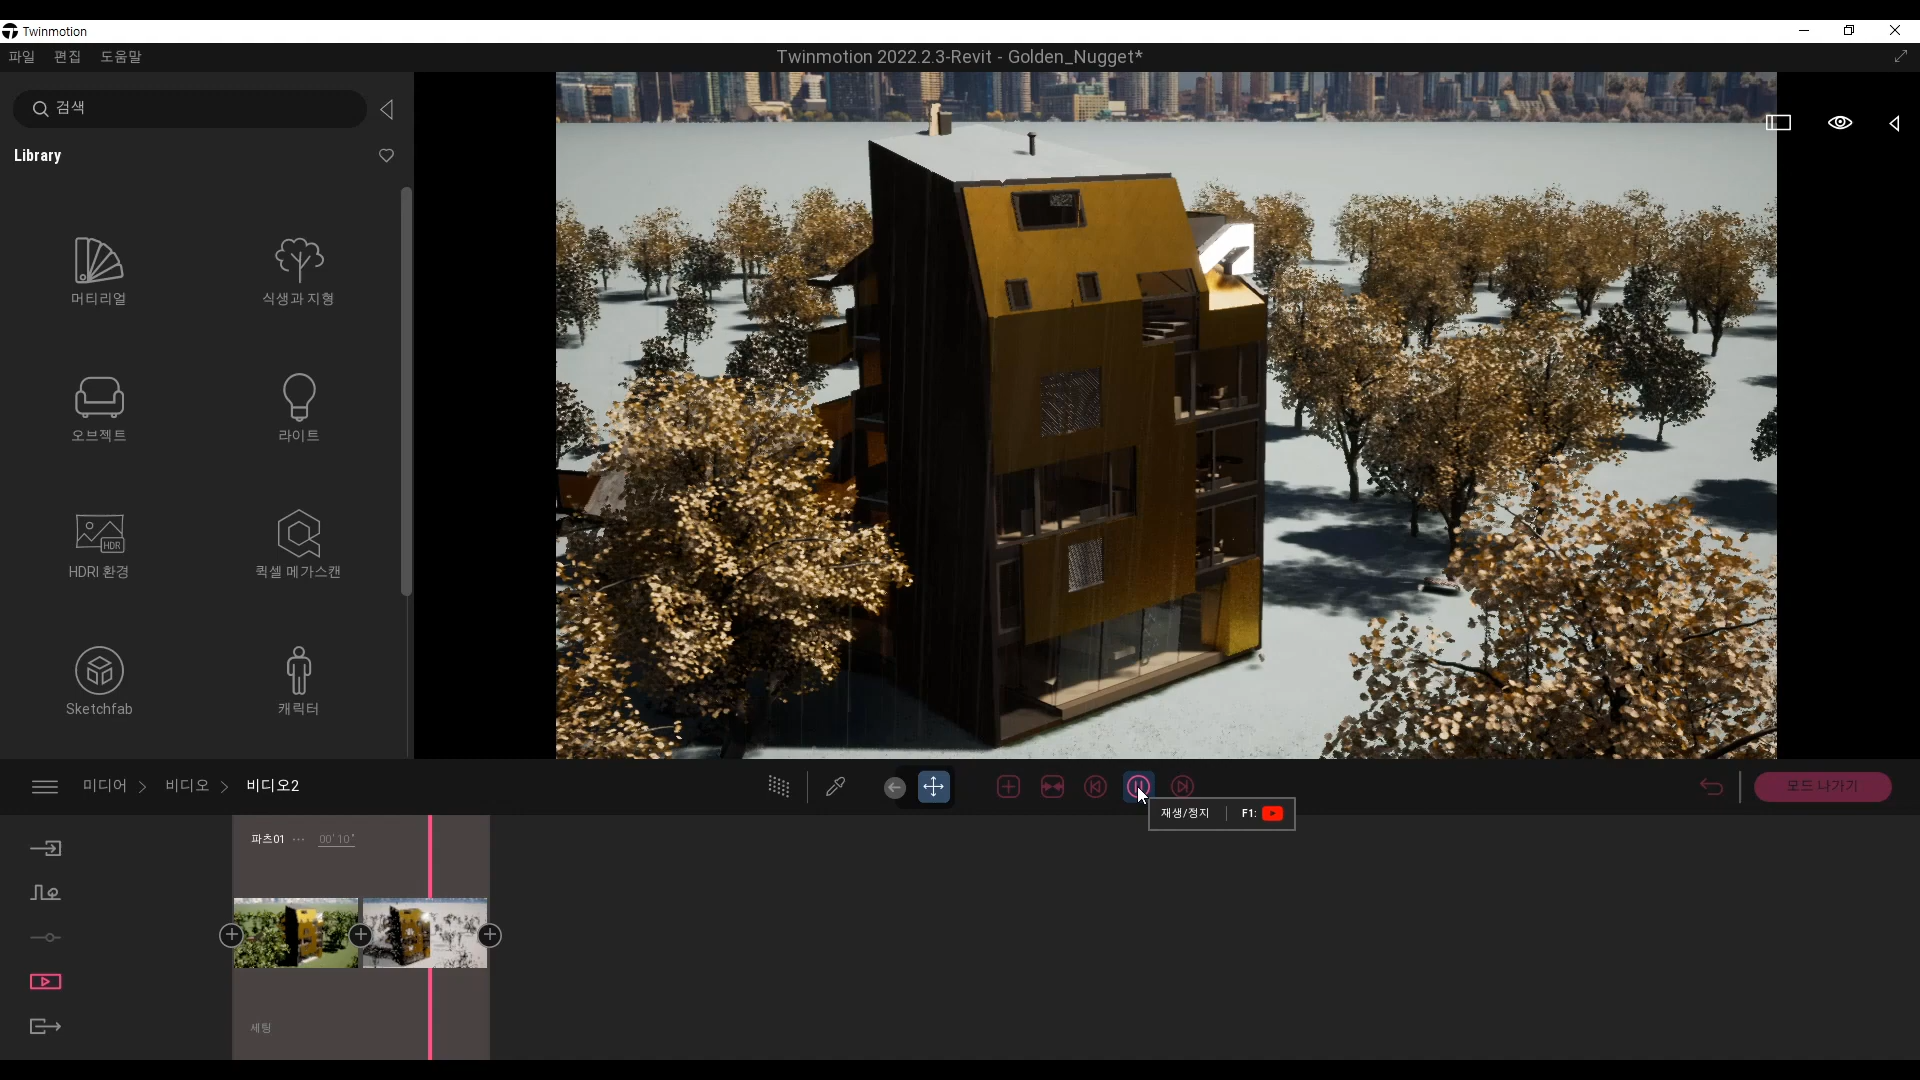 Twinmotion
파일 편집 도움말
Twinmotion 2022.2.3-Revit - Golden_Nugget*
검색
Library
머티리얼
식생과 지형
오브젝트
라이트
HDR
HDRI 환경
퀵셀 메가스캔
Sketchfab
캐릭터
미디어 > 비디오 > 비디오2
모드 나가기
재생/정지 F1:
파츠01 ··· 00'10"
세팅